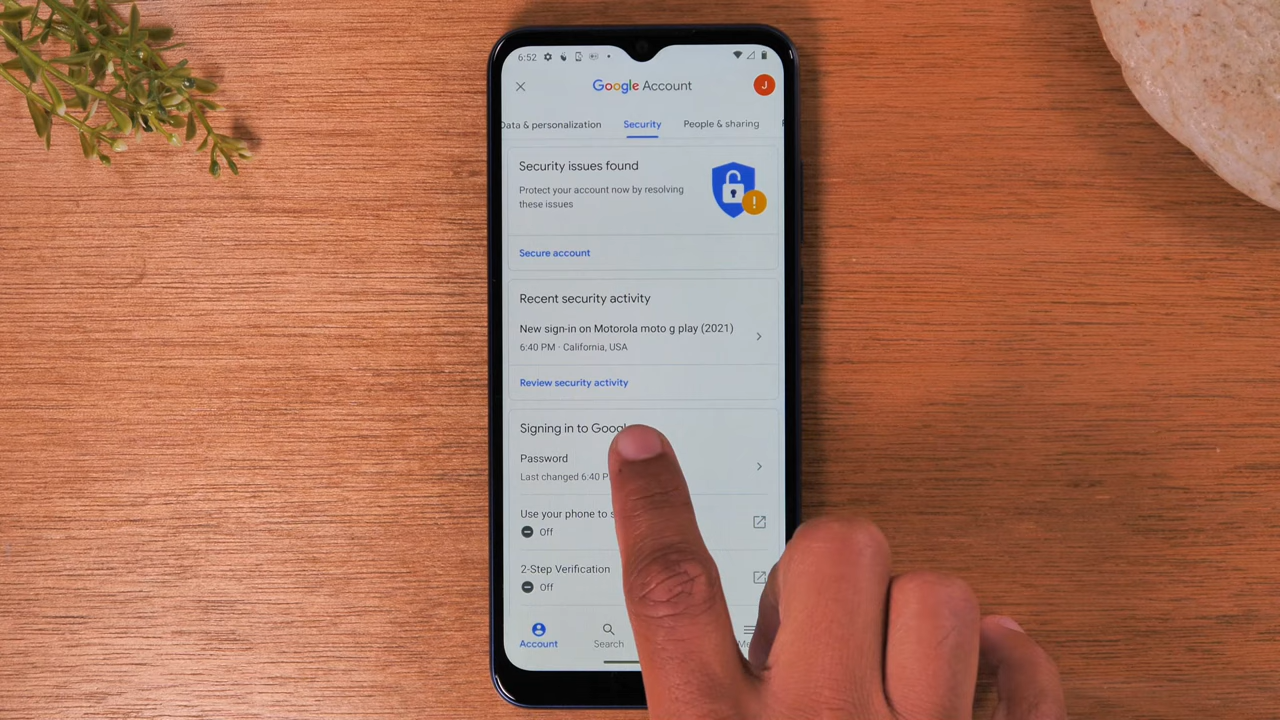 6:52
Google Account
J
Data & personalization Security People & sharing
Security issues found
Protect your account now by resolving
these issues
!
Secure account
Recent security activity
New sign-in on Motorola moto g play (2021)
6:40 PM · California, USA
Review security activity
Signing in to Googl
Password
Last changed 6:40 P
Use your phone to s
Off
2-Step Verification
Off
Account Search